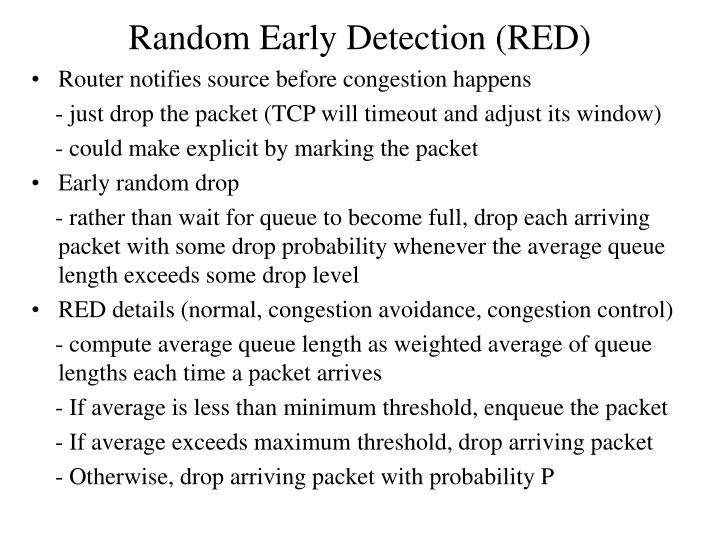 Random Early Detection (RED)
• Router notifies source before congestion happens
- just drop the packet (TCP will timeout and adjust its window)
- could make explicit by marking the packet
• Early random drop
- rather than wait for queue to become full, drop each arriving
packet with some drop probability whenever the average queue
length exceeds some drop level
• RED details (normal, congestion avoidance, congestion control)
- compute average queue length as weighted average of queue
lengths each time a packet arrives
- If average is less than minimum threshold, enqueue the packet
- If average exceeds maximum threshold, drop arriving packet
- Otherwise, drop arriving packet with probability P